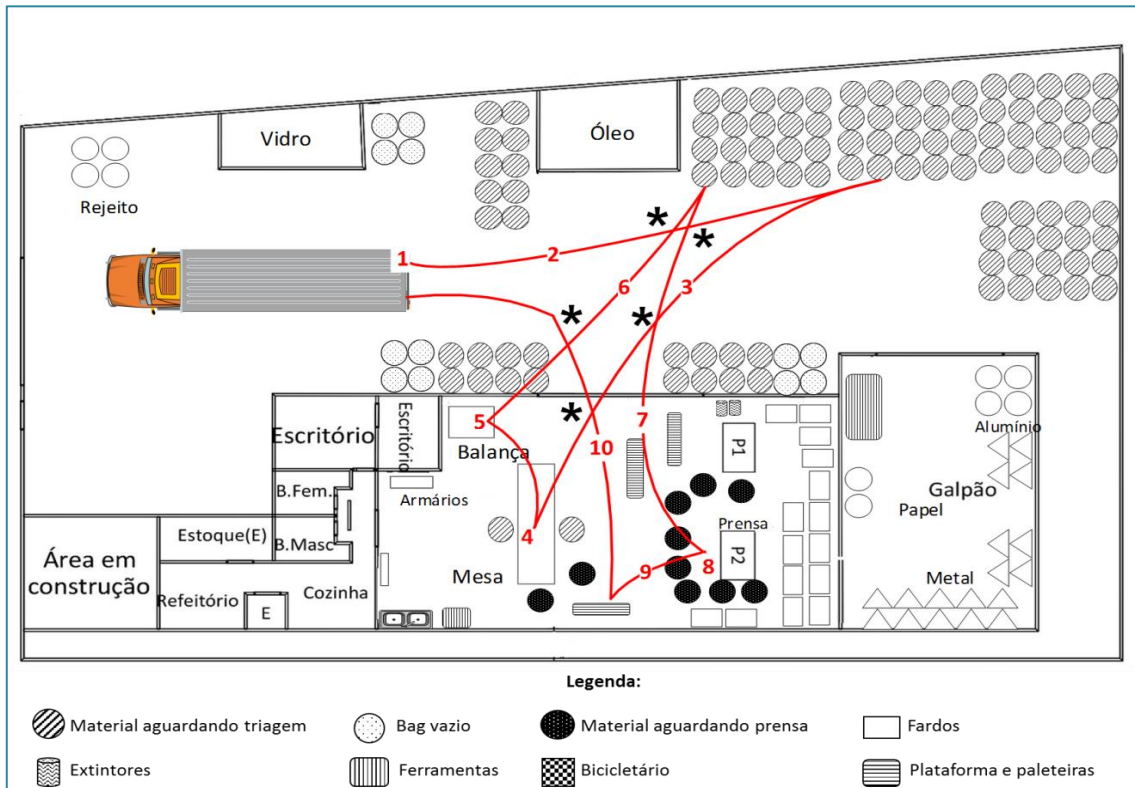 Vidro
Óleo
Rejeito
*
*
1
2
6
3
*
*
*
5
7
10
Escritório
Escritório
Balança
P1
Alumínio
B.Fem.
Armários
Galpão
Papel
Estoque(E)
B.Masc
4
Prensa
P2
8
9
Área em
construção
Mesa
Metal
Refeitório
Cozinha
E
Legenda:
Material aguardando triagem
Bag vazio
Material aguardando prensa
Fardos
Extintores
Ferramentas
Bicicletário
Plataforma e paleteiras